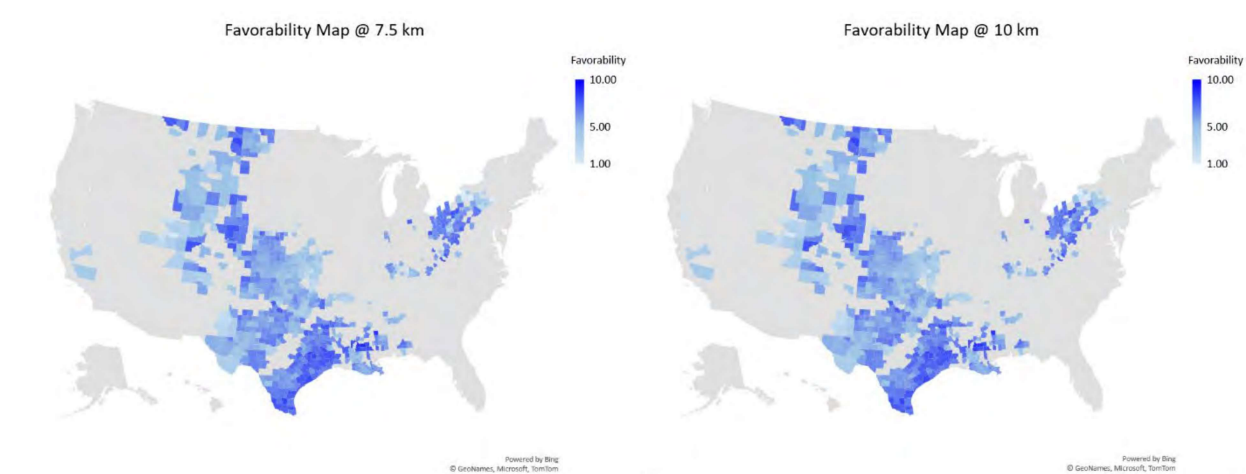 Favorability Map @ 7.5 km
Favorability
10.00
5.00
1.00
Powered by Bing
© GeoNames, Microsoft, TomTom
Favorability Map @ 10 km
Favorability
10.00
5.00
1.00
Powered by Bing
© GeoNames, Microsoft, TomTom